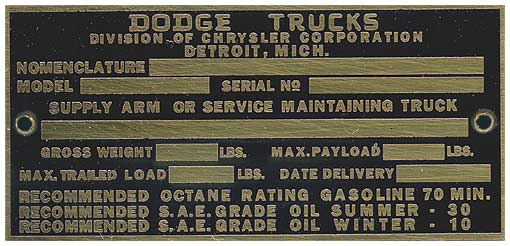 DODGE TRUCKS
DIVISION OF CHRYSLER CORPORATION
DETROIT, MICH.
NOMENCLATURE
MODEL SERIAL NO
SUPPLY ARM OR SERVICE MAINTAINING TRUCK
GROSS WEIGHT LBS. MAX. PAYLOAD LBS.
MAX. TRAILED LOAD LBS. DATE DELIVERY
RECOMMENDED OCTANE RATING GASOLINE 70 MIN.
RECOMMENDED S.A.E. GRADE OIL SUMMER - 30
RECOMMENDED S.A.E. GRADE OIL WINTER - 10